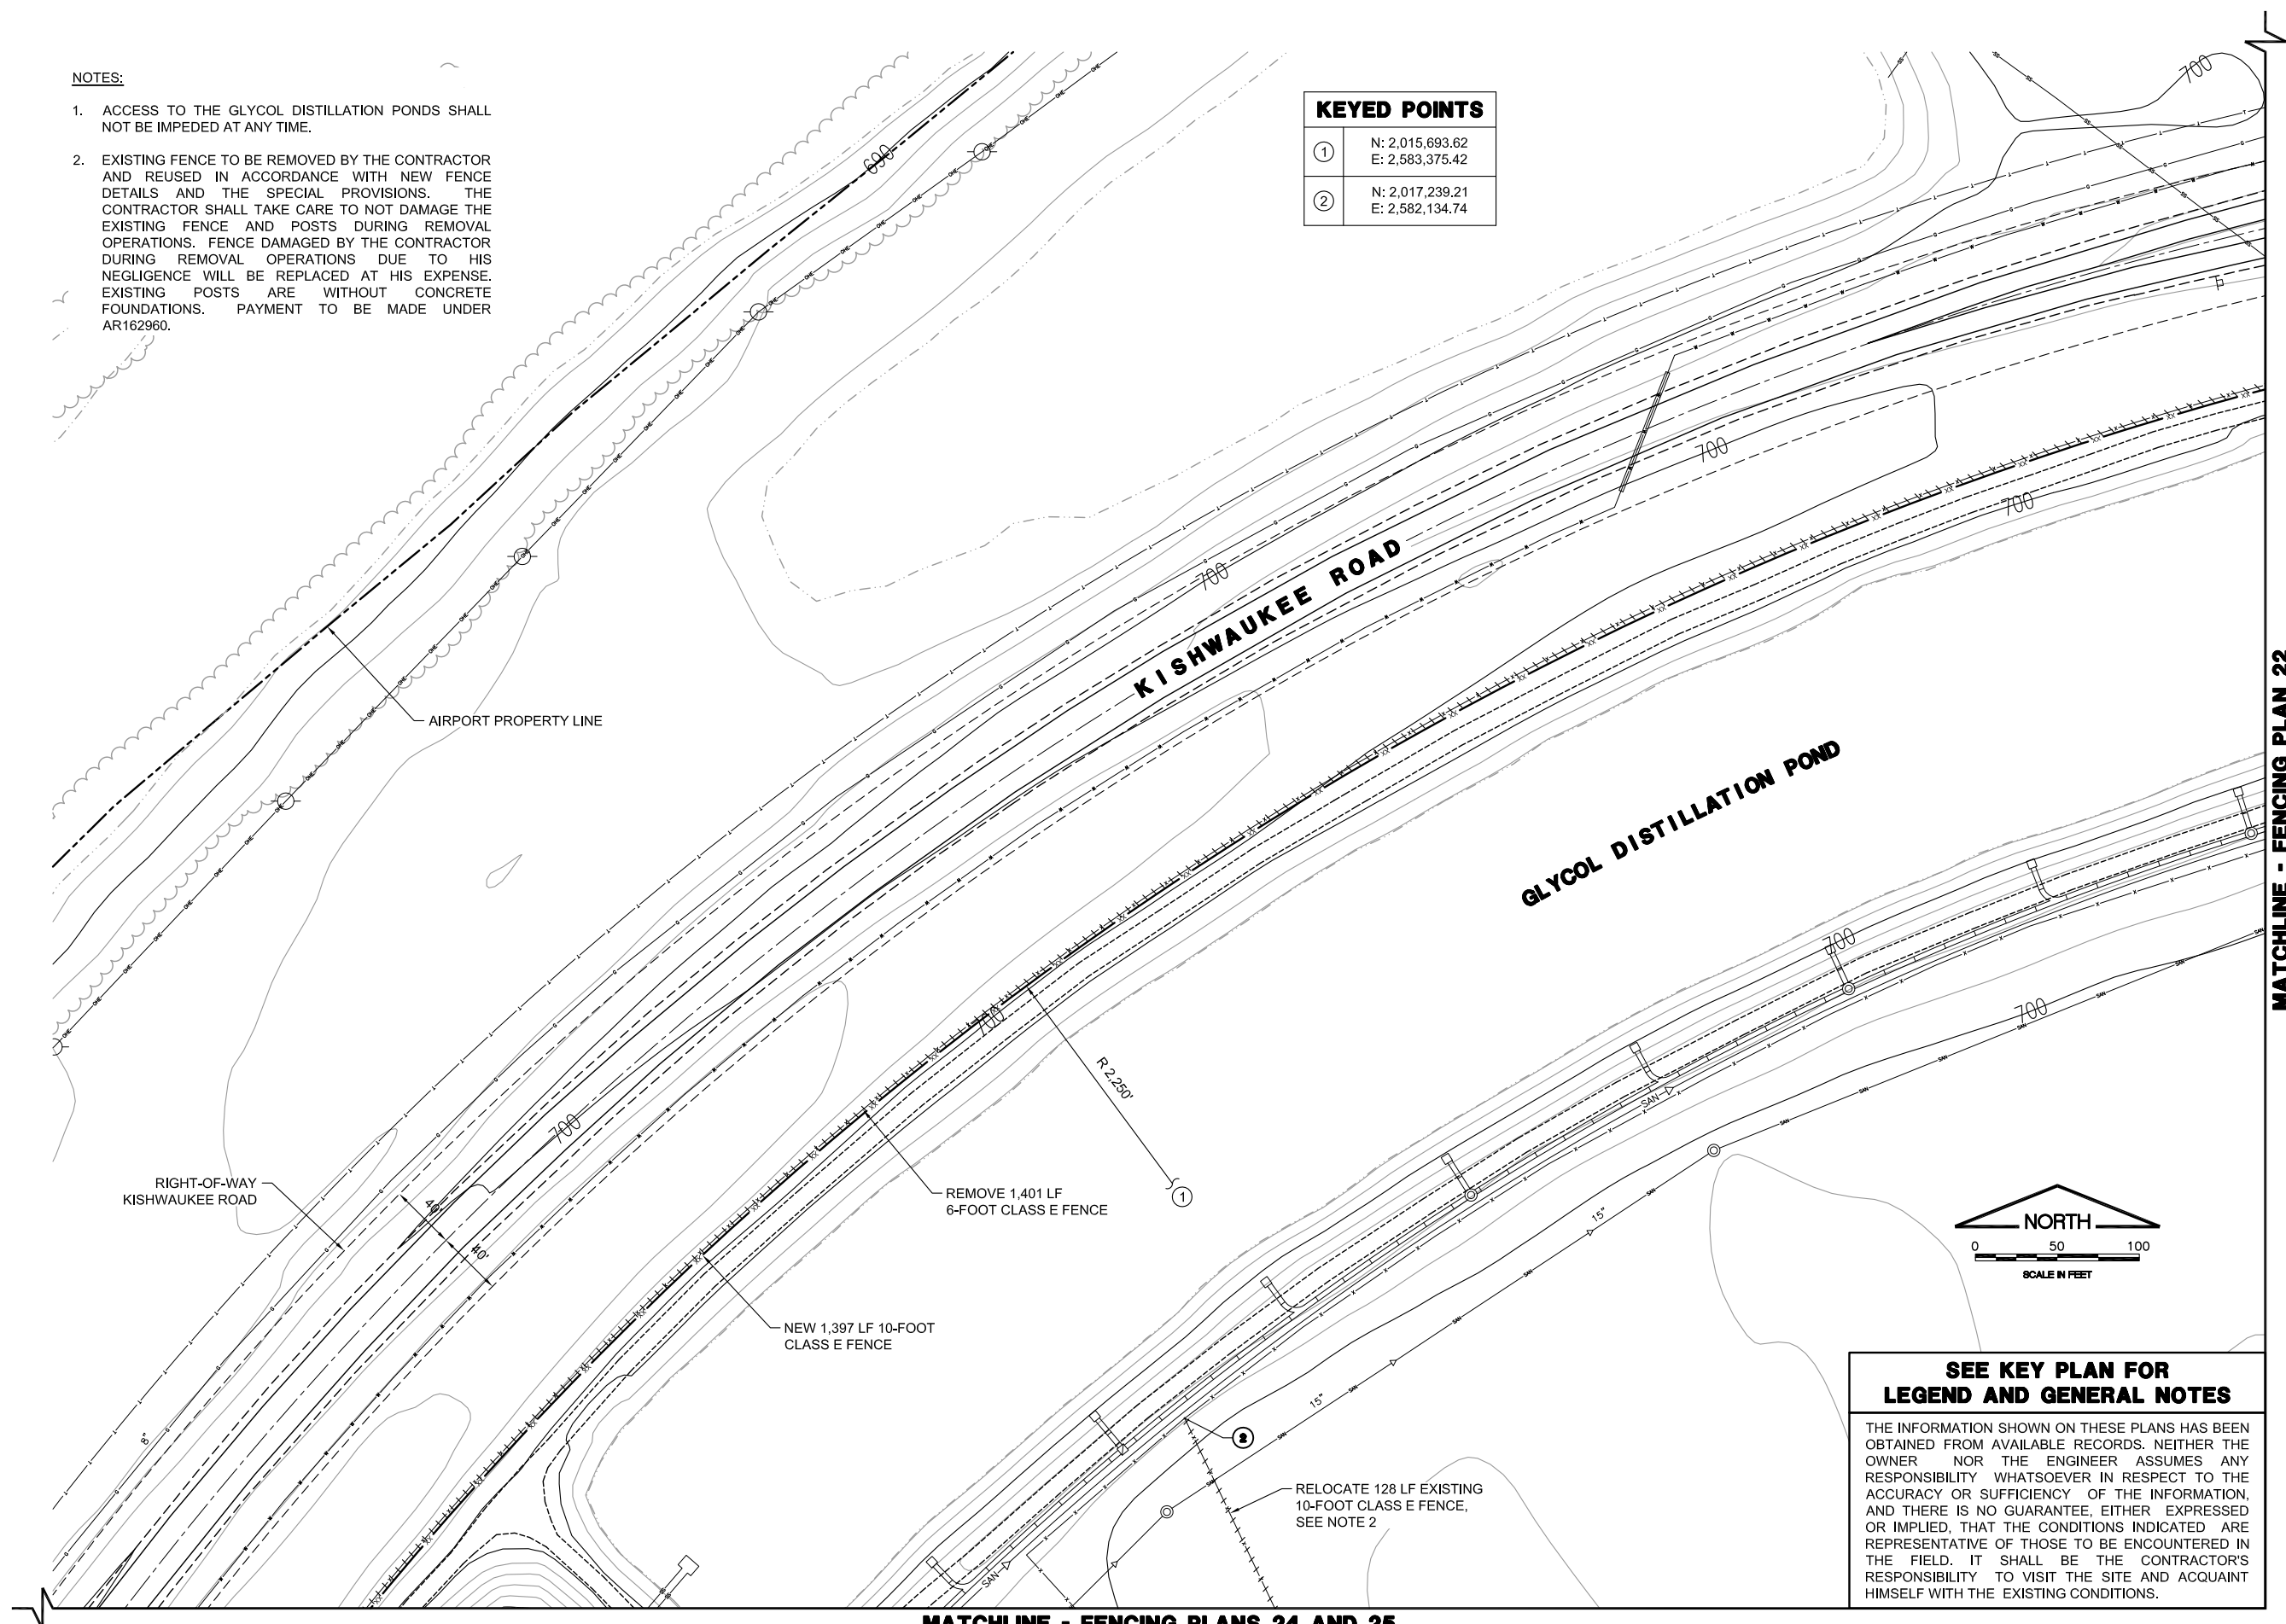 NOTES:
1. ACCESS TO THE GLYCOL DISTILLATION PONDS SHALL
NOT BE IMPEDED AT ANY TIME.
2. EXISTING FENCE TO BE REMOVED BY THE CONTRACTOR
AND REUSED IN ACCORDANCE WITH NEW FENCE
DETAILS AND THE SPECIAL PROVISIONS. THE
CONTRACTOR SHALL TAKE CARE TO NOT DAMAGE THE
EXISTING FENCE AND POSTS DURING REMOVAL
OPERATIONS. FENCE DAMAGED BY THE CONTRACTOR
DURING REMOVAL OPERATIONS DUE TO HIS
NEGLIGENCE WILL BE REPLACED AT HIS EXPENSE.
EXISTING POSTS ARE WITHOUT CONCRETE
FOUNDATIONS. PAYMENT TO BE MADE UNDER
AR162960.
KEYED POINTS
1
N: 2,015,693.62
E: 2,583,375.42
2
N: 2,017,239.21
E: 2,582,134.74
690
700
700
700
700
KISHWAUKEE ROAD
AIRPORT PROPERTY LINE
GLYCOL DISTILLATION POND
MATCHLINE - FENCING PLAN 22
700
700
700
700
R 2,250'
1
RIGHT-OF-WAY
KISHWAUKEE ROAD
40'
40'
REMOVE 1,401 LF
6-FOOT CLASS E FENCE
NEW 1,397 LF 10-FOOT
CLASS E FENCE
SAN
15"
15"
8"
2
RELOCATE 128 LF EXISTING
10-FOOT CLASS E FENCE,
SEE NOTE 2
SAN
NORTH
0 50 100
SCALE IN FEET
SEE KEY PLAN FOR
LEGEND AND GENERAL NOTES
THE INFORMATION SHOWN ON THESE PLANS HAS BEEN
OBTAINED FROM AVAILABLE RECORDS. NEITHER THE
OWNER NOR THE ENGINEER ASSUMES ANY
RESPONSIBILITY WHATSOEVER IN RESPECT TO THE
ACCURACY OR SUFFICIENCY OF THE INFORMATION,
AND THERE IS NO GUARANTEE, EITHER EXPRESSED
OR IMPLIED, THAT THE CONDITIONS INDICATED ARE
REPRESENTATIVE OF THOSE TO BE ENCOUNTERED IN
THE FIELD. IT SHALL BE THE CONTRACTOR'S
RESPONSIBILITY TO VISIT THE SITE AND ACQUAINT
HIMSELF WITH THE EXISTING CONDITIONS.
MATCHLINE - FENCING PLANS 24 AND 25